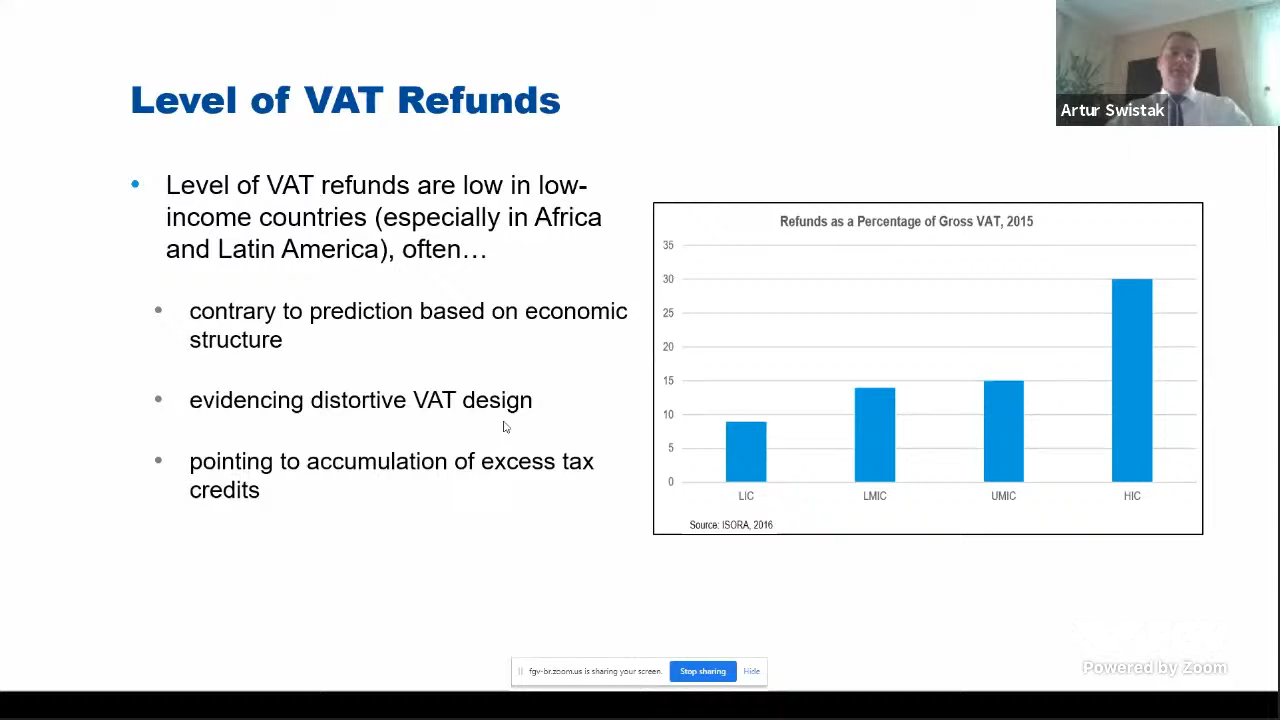 Level of VAT Refunds
Artur Swistak
• Level of VAT refunds are low in low-
income countries (especially in Africa
and Latin America), often…
• contrary to prediction based on economic
structure
• evidencing distortive VAT design
• pointing to accumulation of excess tax
credits
Refunds as a Percentage of Gross VAT, 2015
35
30
25
20
15
10
5
0
LIC LMIC UMIC HIC
Source: ISORA, 2016
fgv-br.zoom.us is sharing your screen. Stop sharing Hide
Powered by Zoom